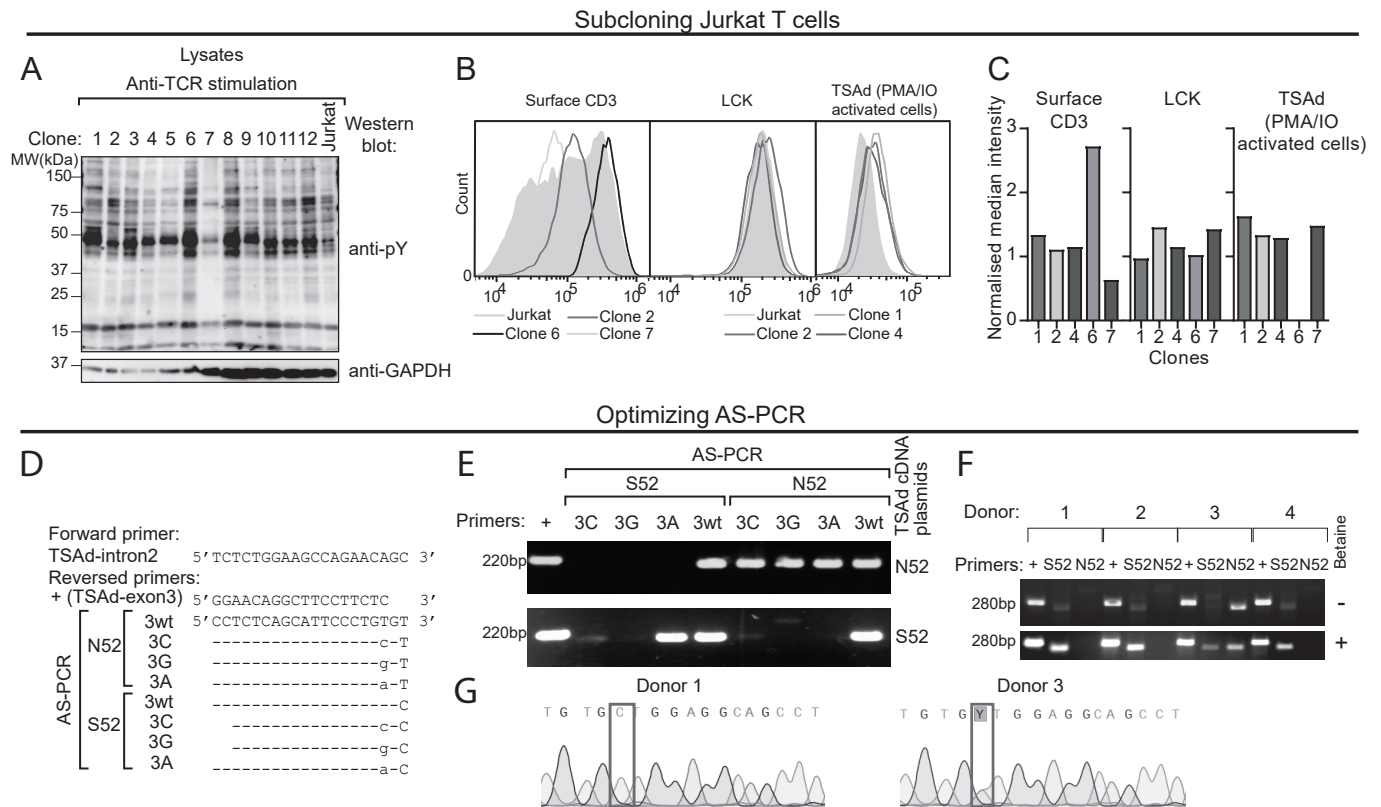 Subcloning Jurkat T cells
A
Lysates
Anti-TCR stimulation
Clone: 1 2 3 4 5 6 7 8 9 10 11 12 Jurkat
Western blot:
MW(kDa)
150
75
50
37
25
15
37
anti-pY
anti-GAPDH
B
Surface CD3
LCK
TSAd (PMA/IO
activated cells)
Count
0
10^4 10^5 10^6 10^4 10^5 10^6 10^4 10^5
Jurkat Clone 2
Clone 6 Clone 7
Jurkat Clone 1
Clone 2 Clone 4
C
Surface
CD3
LCK
TSAd
(PMA/IO
activated cells)
Normalised median intensity
3
2
1
0
1 2 4 6 7 1 2 4 6 7 1 2 4 6 7
Clones
Optimizing AS-PCR
D
Forward primer:
TSAd-intron2 5’TCTCTGGAAGCCAGAACAGC 3’
Reversed primers:
+ (TSAd-exon3) 5’GGAACAGGCTTCCTTCTC 3’
AS-PCR
N52
3wt 5’CCTCTCAGCATTCCCTGTGT 3’
3C ------------------c-T
3G ------------------g-T
3A ------------------a-T
S52
3wt --------------------C
3C ----------------c-C
3G ----------------g-C
3A ------------------a-C
E
AS-PCR
S52 N52
TSAd cDNA
plasmids
Primers: + 3C 3G 3A 3wt 3C 3G 3A 3wt
220bp N52
220bp S52
F
Donor: 1 2 3 4
Betaine
Primers: + S52 N52 + S52 N52 + S52 N52 + S52 N52
280bp -
280bp +
G
Donor 1
T G T G C T G G A G G C A G C C T
Donor 3
T G T G Y T G G A G G C A G C C T